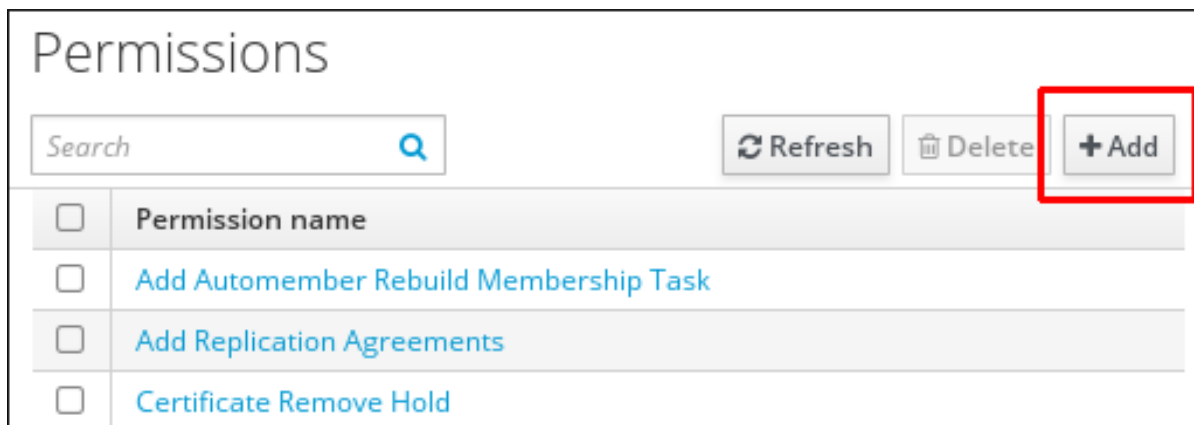 Permissions
Search Refresh Delete +Add
Permission name
Add Automember Rebuild Membership Task
Add Replication Agreements
Certificate Remove Hold